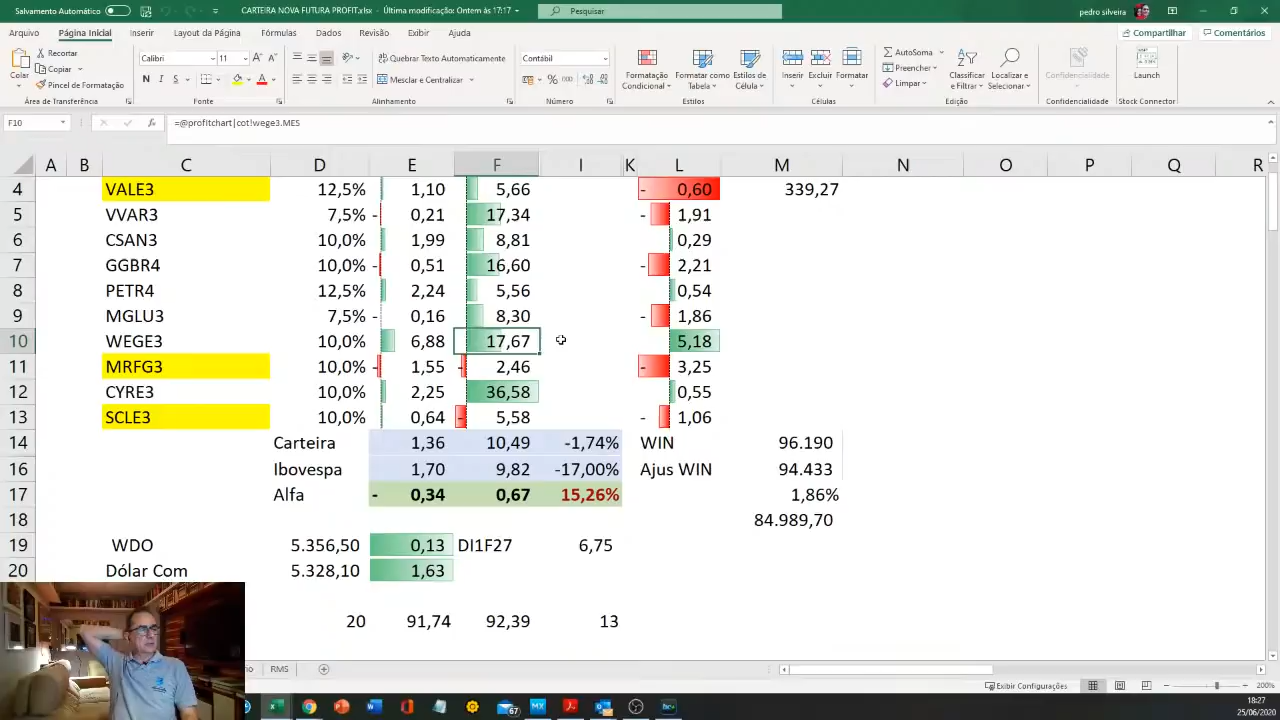 Salvamento Automático CARTEIRA NOVA FUTURA PROFIT.xlsx - Última modificação: Ontem às 17:17 Pesquisar pedro silveira
Arquivo Página Inicial Inserir Layout da Página Fórmulas Dados Revisão Exibir Ajuda Compartilhar Comentários
Colar Recortar Copiar Pincel de Formatação
Calibri 11 N I S
Quebrar Texto Automaticamente Mesclar e Centralizar
Contábil % 000
Formatação Condicional Formatar como Tabela Estilos de Célula
Inserir Excluir Formatar
AutoSoma Preencher Limpar Classificar e Filtrar Localizar e Selecionar
Confidencialidade Launch
Área de Transferência Fonte Alinhamento Número Estilos Células Edição Confidencialidade Stock Connector
F10 =@profitchart|cot!wege3.MES
A B C D E F I K L M N O P Q R
4 VALE3 12,5% 1,10 5,66 - 0,60 339,27
5 VVAR3 7,5% - 0,21 17,34 - 1,91
6 CSAN3 10,0% 1,99 8,81 0,29
7 GGBR4 10,0% - 0,51 16,60 - 2,21
8 PETR4 12,5% 2,24 5,56 0,54
9 MGLU3 7,5% - 0,16 8,30 - 1,86
10 WEGE3 10,0% 6,88 17,67 5,18
11 MRFG3 10,0% - 1,55 - 2,46 - 3,25
12 CYRE3 10,0% 2,25 36,58 0,55
13 SCLE3 10,0% 0,64 - 5,58 - 1,06
14 Carteira 1,36 10,49 -1,74% WIN 96.190
16 Ibovespa 1,70 9,82 -17,00% Ajus WIN 94.433
17 Alfa - 0,34 0,67 15,26% 1,86%
18 84.989,70
19 WDO 5.356,50 0,13 DI1F27 6,75
20 Dólar Com 5.328,10 1,63
20 91,74 92,39 13
RMS
Exibir Configurações 200%
67
18:27
25/06/2020